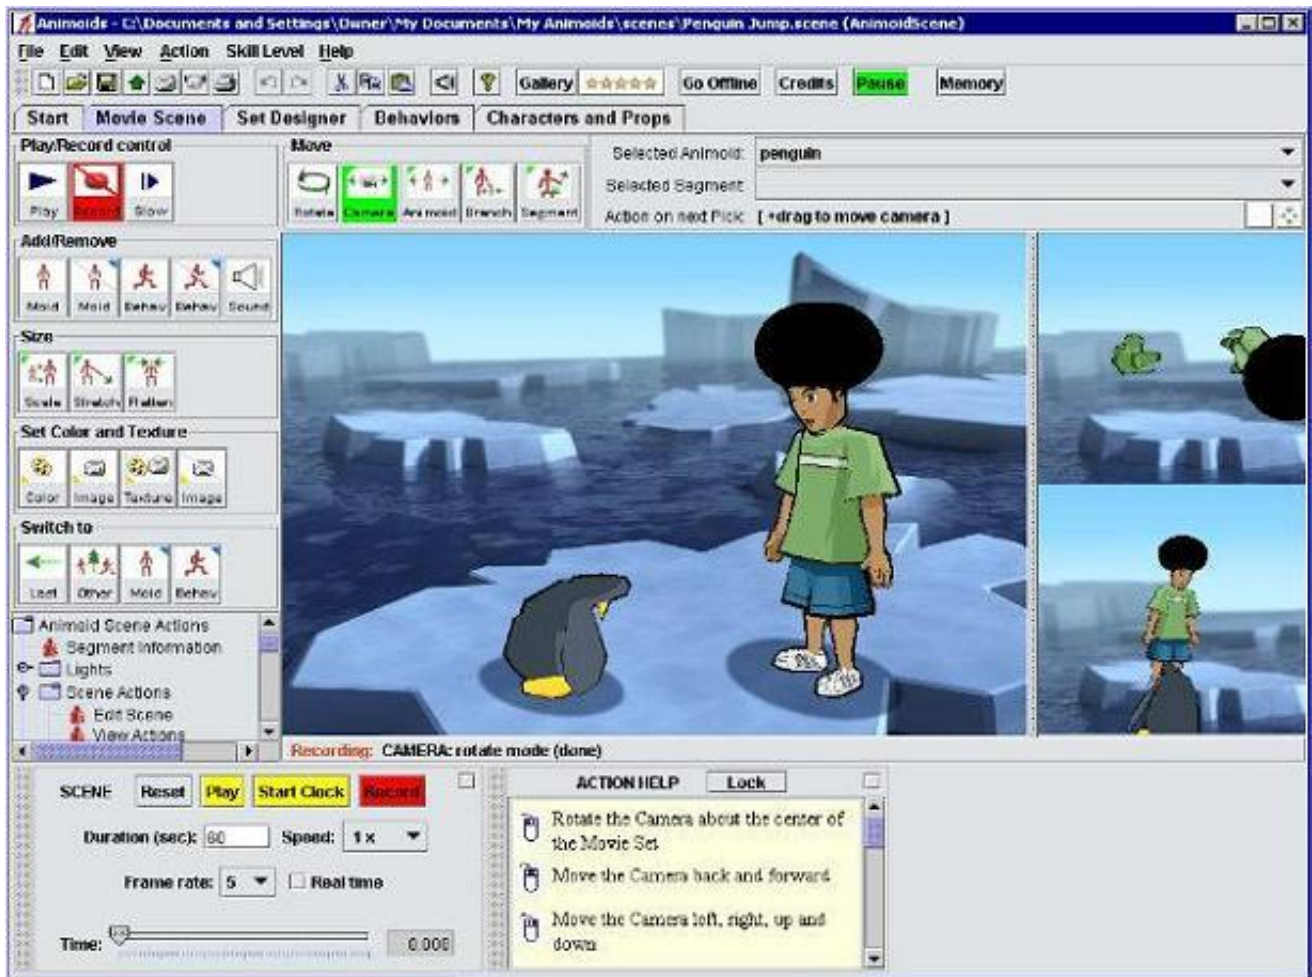 Animoids - C:\Documents and Settings\Owner\My Documents\My Animoids\scenes\Penguin Jump.scene (AnimoidScene)
File Edit View Action Skill Level Help
Gallery Go Offline Credits Pause Memory
Start Movie Scene Set Designer Behaviors Characters and Props
Play/Record control
Play Record Slow
Move
Rotate Camera Animoid Branch Segment
Selected Animoid: penguin
Selected Segment:
Action on next Pick: [ +drag to move camera ]
Add/Remove
Moid Moid Behav Behav Sound
Size
Scale Stretch Flatten
Set Color and Texture
Color Image Texture Image
Switch to
Last Other Moid Behav
Animoid Scene Actions
Segment Information
Lights
Scene Actions
Edit Scene
View Actions
Recording: CAMERA: rotate mode (done)
SCENE Reset Play Start Clock Record
Duration (sec): 60 Speed: 1 x
Frame rate: 5 Real time
Time: 0.000
ACTION HELP Lock
Rotate the Camera about the center of
the Movie Set
Move the Camera back and forward
Move the Camera left, right, up and
down